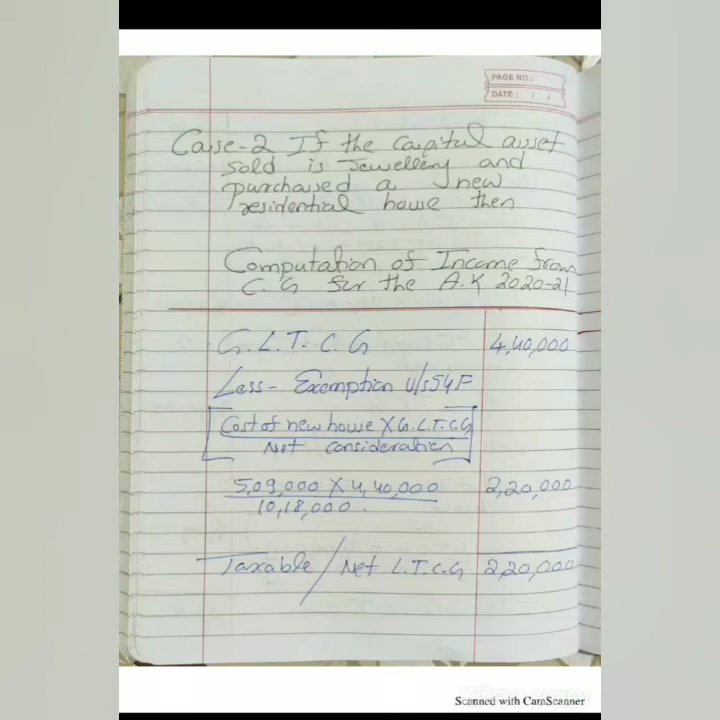 PAGE NO.:
DATE: / /
Case-2 If the Capital asset
sold is Jewellery and
purchased a new
residential house then
Computation of Income from
C.G for the A.Y 2020-21
G.L.T.C.G 4,40,000
Less- Exemption U/s54F
Cost of new house X G.L.T.C.G
Net consideration
5,09,000 X 4,40,000 2,20,000
10,18,000.
Taxable / Net L.T.C.G 2,20,000
Scanned with CamScanner